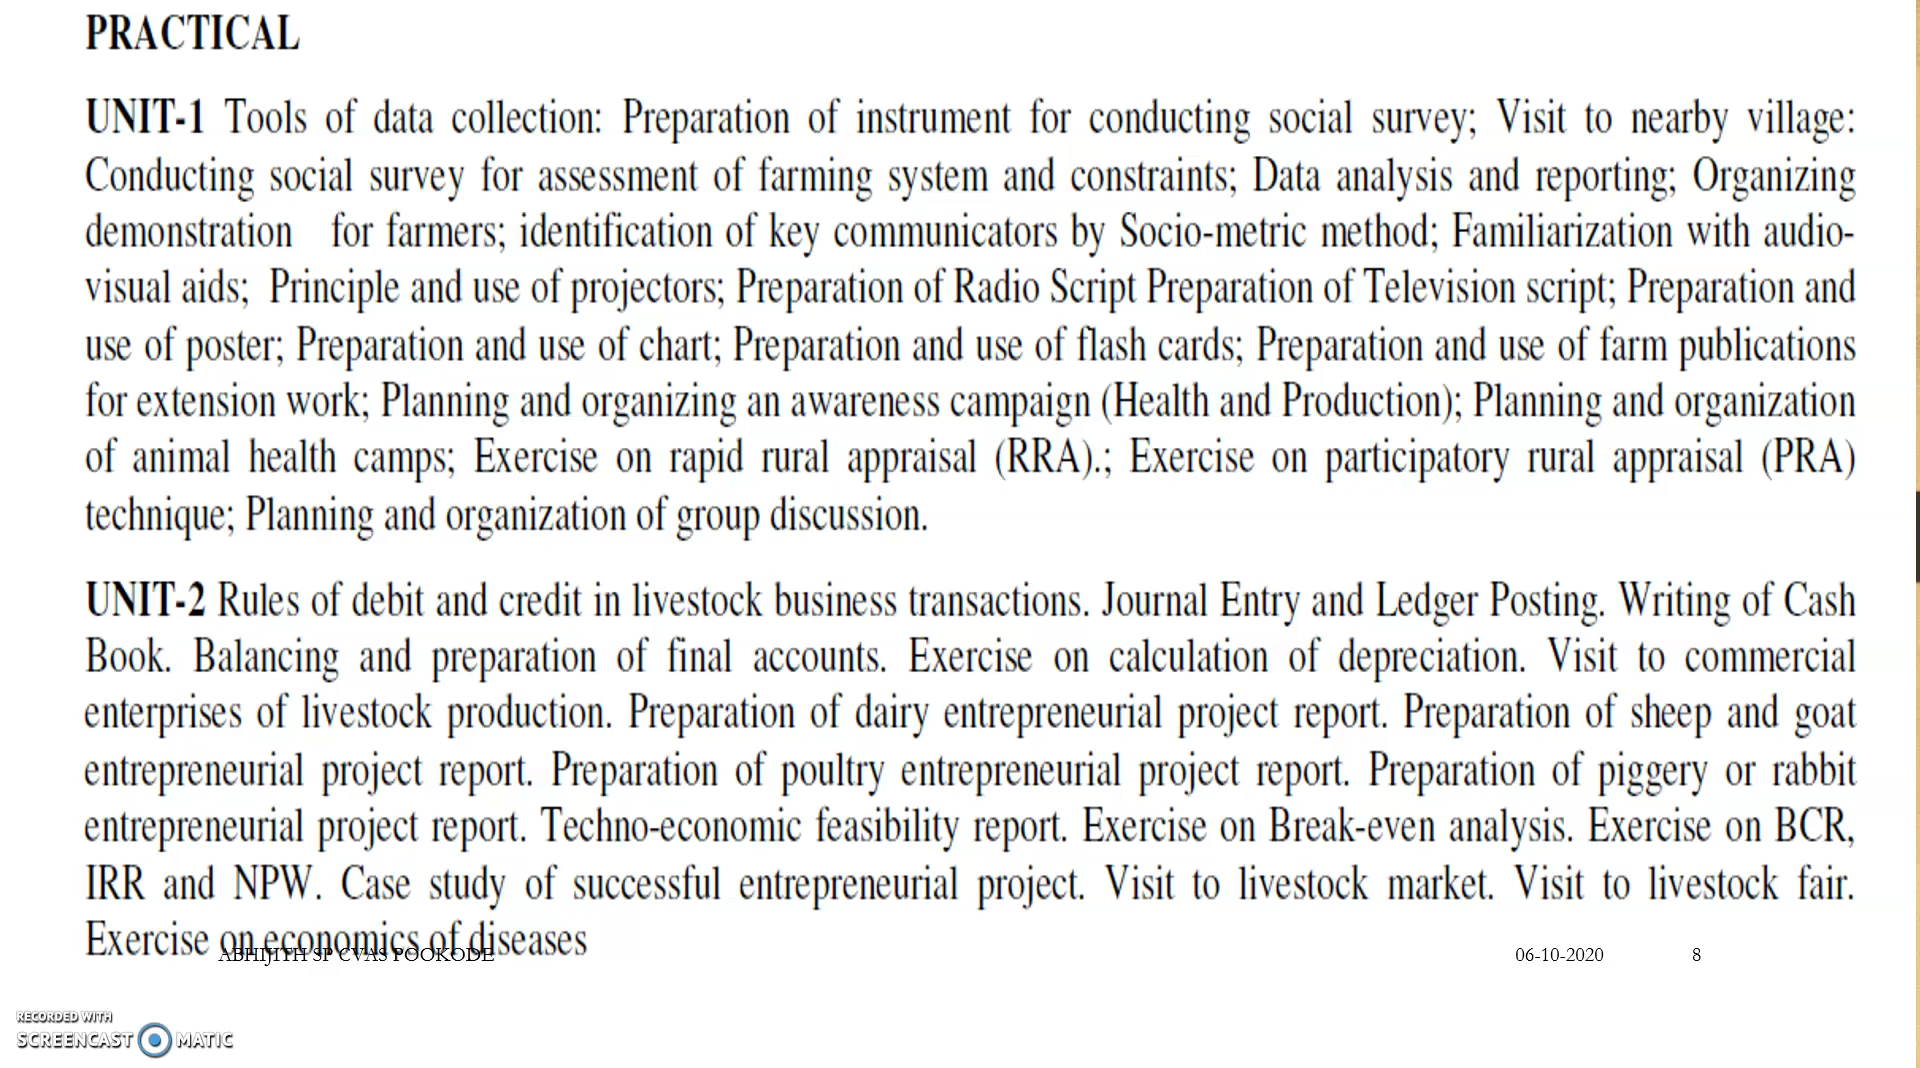 PRACTICAL
UNIT-1 Tools of data collection: Preparation of instrument for conducting social survey; Visit to nearby village:
Conducting social survey for assessment of farming system and constraints; Data analysis and reporting; Organizing
demonstration for farmers; identification of key communicators by Socio-metric method; Familiarization with audio-
visual aids; Principle and use of projectors; Preparation of Radio Script Preparation of Television script; Preparation and
use of poster; Preparation and use of chart; Preparation and use of flash cards; Preparation and use of farm publications
for extension work; Planning and organizing an awareness campaign (Health and Production); Planning and organization
of animal health camps; Exercise on rapid rural appraisal (RRA).; Exercise on participatory rural appraisal (PRA)
technique; Planning and organization of group discussion.
UNIT-2 Rules of debit and credit in livestock business transactions. Journal Entry and Ledger Posting. Writing of Cash
Book. Balancing and preparation of final accounts. Exercise on calculation of depreciation. Visit to commercial
enterprises of livestock production. Preparation of dairy entrepreneurial project report. Preparation of sheep and goat
entrepreneurial project report. Preparation of poultry entrepreneurial project report. Preparation of piggery or rabbit
entrepreneurial project report. Techno-economic feasibility report. Exercise on Break-even analysis. Exercise on BCR,
IRR and NPW. Case study of successful entrepreneurial project. Visit to livestock market. Visit to livestock fair.
Exercise on economics of diseases
ABHIJITH SP CVAS POOKODE 06-10-2020 8
RECORDED WITH
SCREENCAST MATIC